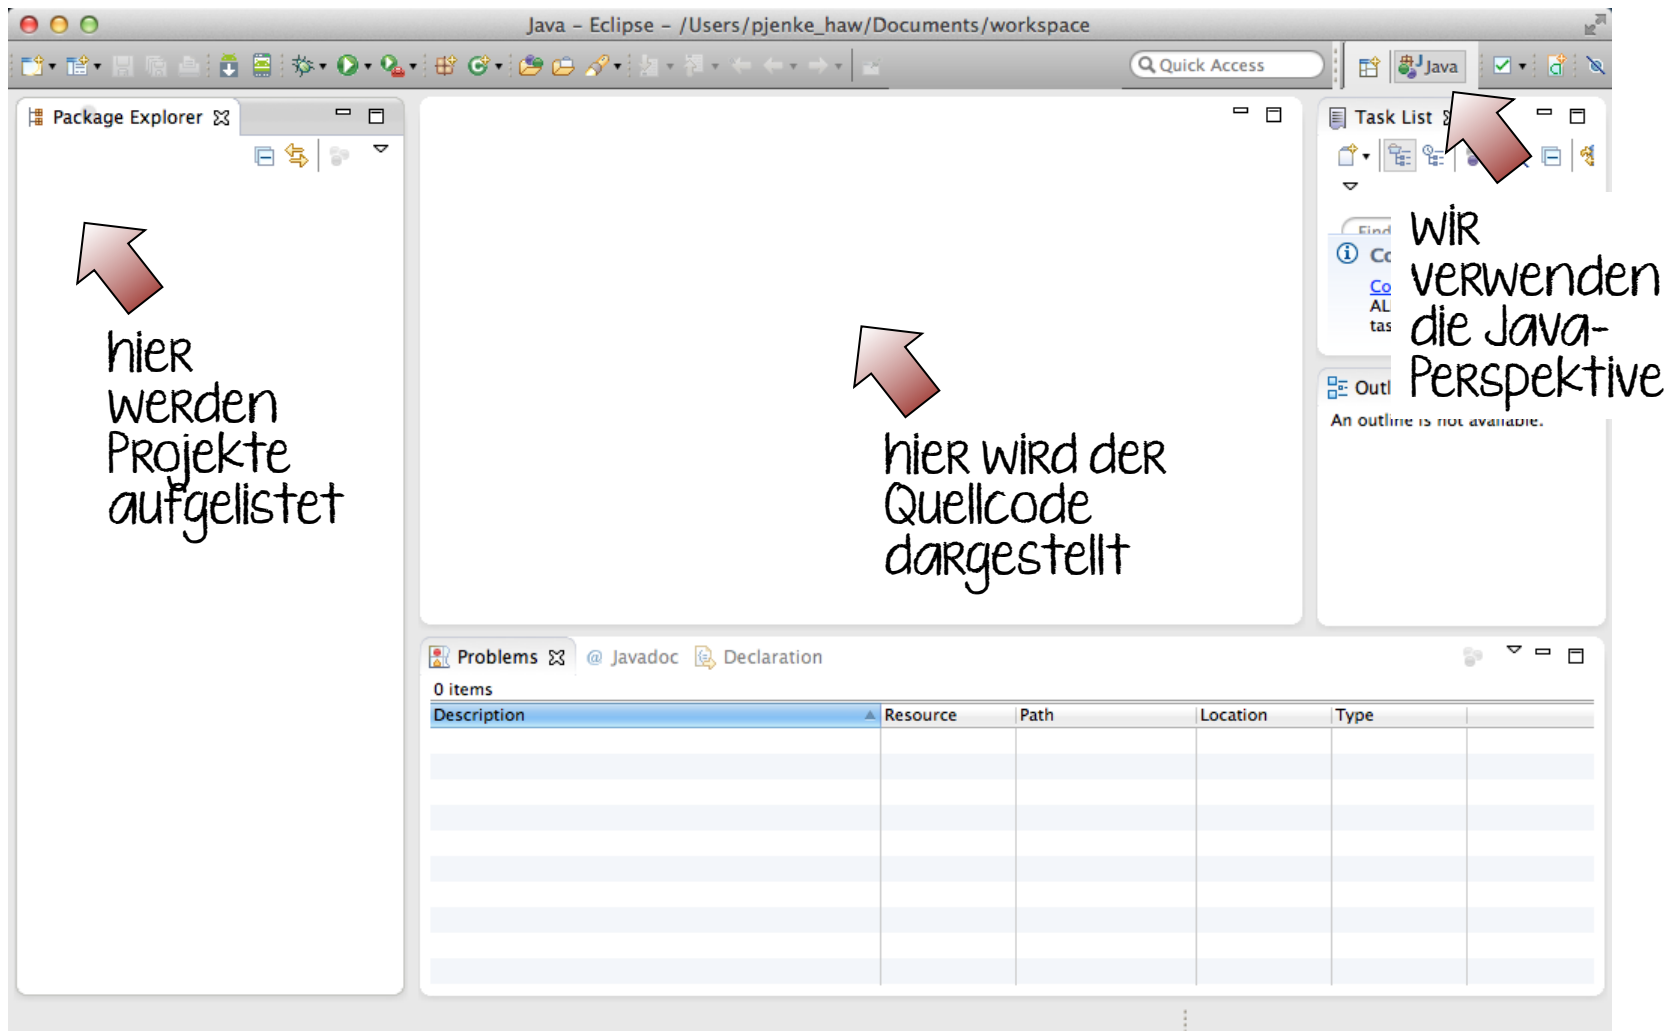 Java – Eclipse – /Users/pjenke_haw/Documents/workspace
Quick Access
Java
Package Explorer
Task List
Find
wir
verwenden
die Java-
Perspektive
hier
werden
Projekte
aufgelistet
hier wird der
Quellcode
dargestellt
An outline is not available.
Problems @ Javadoc Declaration
0 items
Description Resource Path Location Type